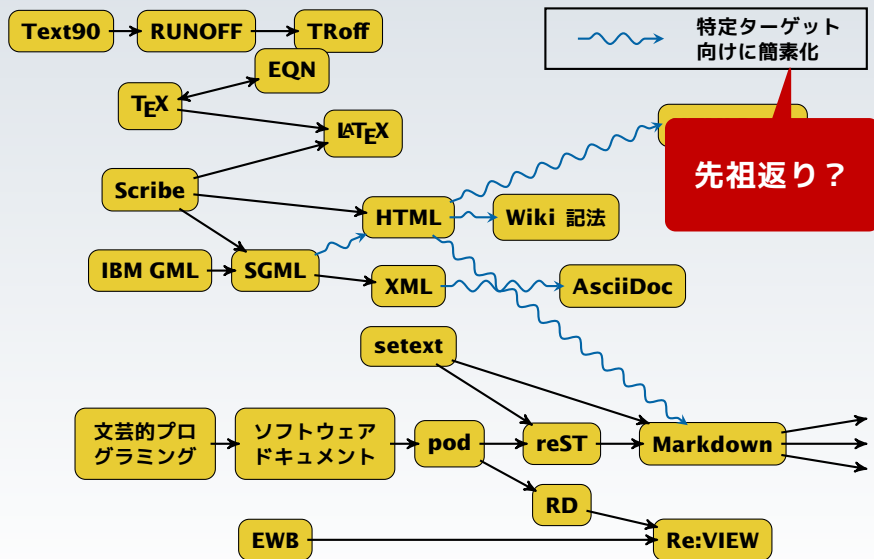 Text90
RUNOFF
TRoff
特定ターゲット
向けに簡素化
EQN
TEX
LATEX
先祖返り？
Scribe
HTML
Wiki 記法
IBM GML
SGML
XML
AsciiDoc
setext
文芸的プロ
グラミング
ソフトウェア
ドキュメント
pod
reST
Markdown
RD
EWB
Re:VIEW